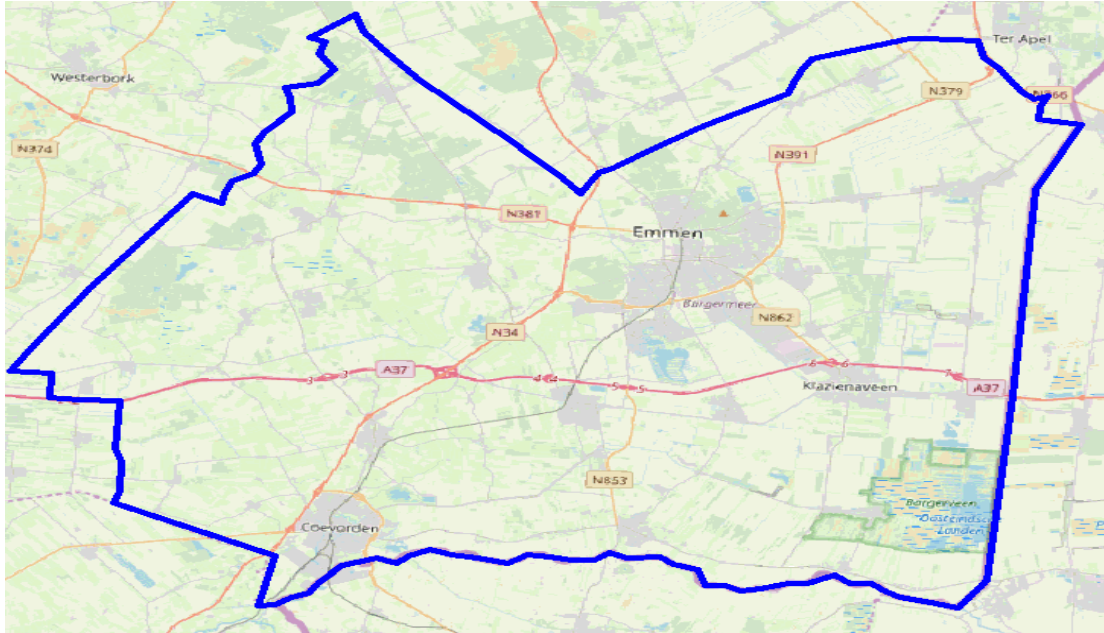 Ter Apel
Westerbork
N379
N366
N374
N391
N381
Emmen
Bargermeer
N862
N34
A37
3
3
4
4
5
5
6
6
7
A37
Klazienaveen
N853
Bargerveen
Oosteindsc
Landen
Coevorden
P